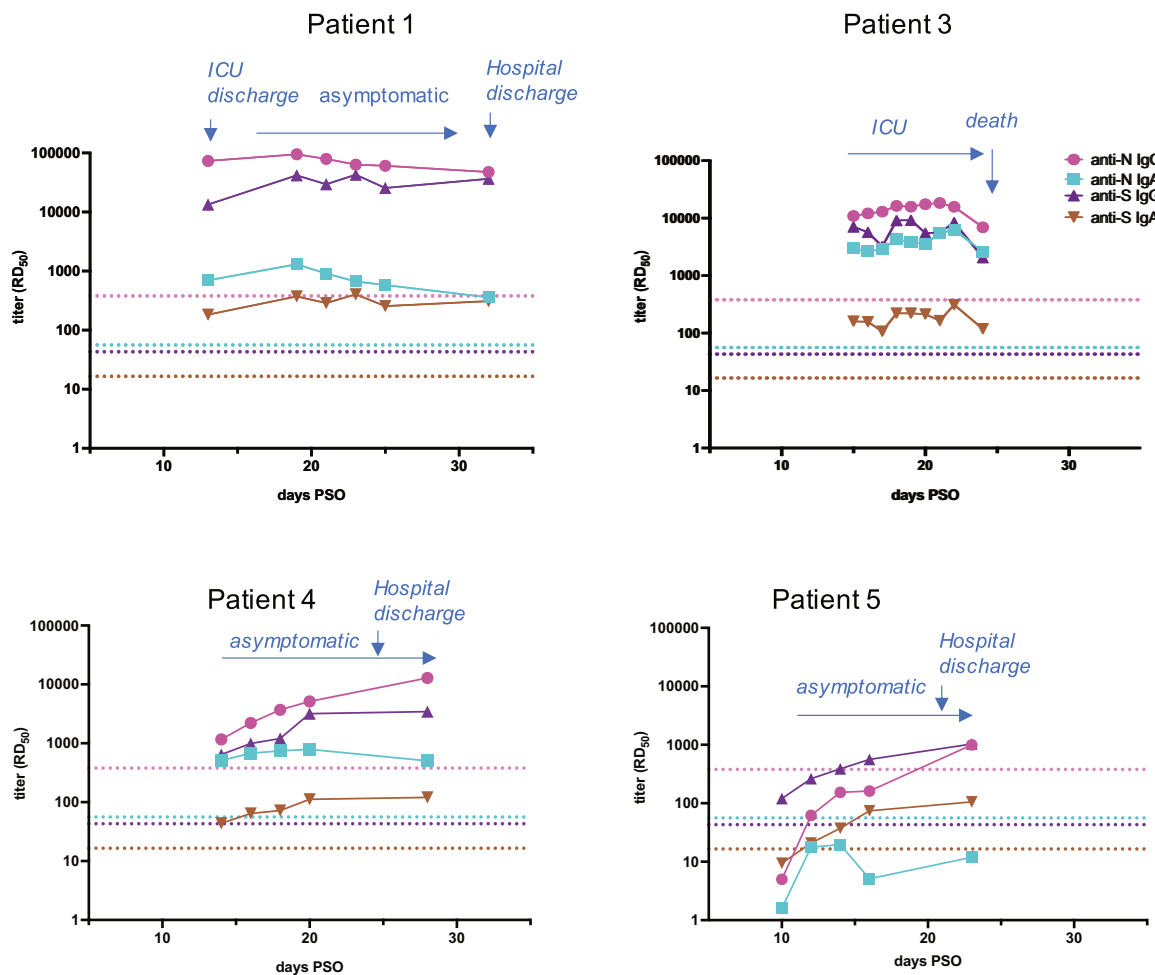 Patient 1
ICU
discharge
asymptomatic
Hospital
discharge
100000
10000
1000
100
10
1
titer (RD50)
10
20
30
days PSO
Patient 3
ICU
death
anti-N IgG
anti-N IgA
anti-S IgG
anti-S IgA
100000
10000
1000
100
10
1
titer (RD50)
10
20
30
days PSO
Patient 4
Hospital
discharge
asymptomatic
100000
10000
1000
100
10
1
titer (RD50)
10
20
30
days PSO
Patient 5
Hospital
discharge
asymptomatic
100000
10000
1000
100
10
1
titer (RD50)
10
20
30
days PSO